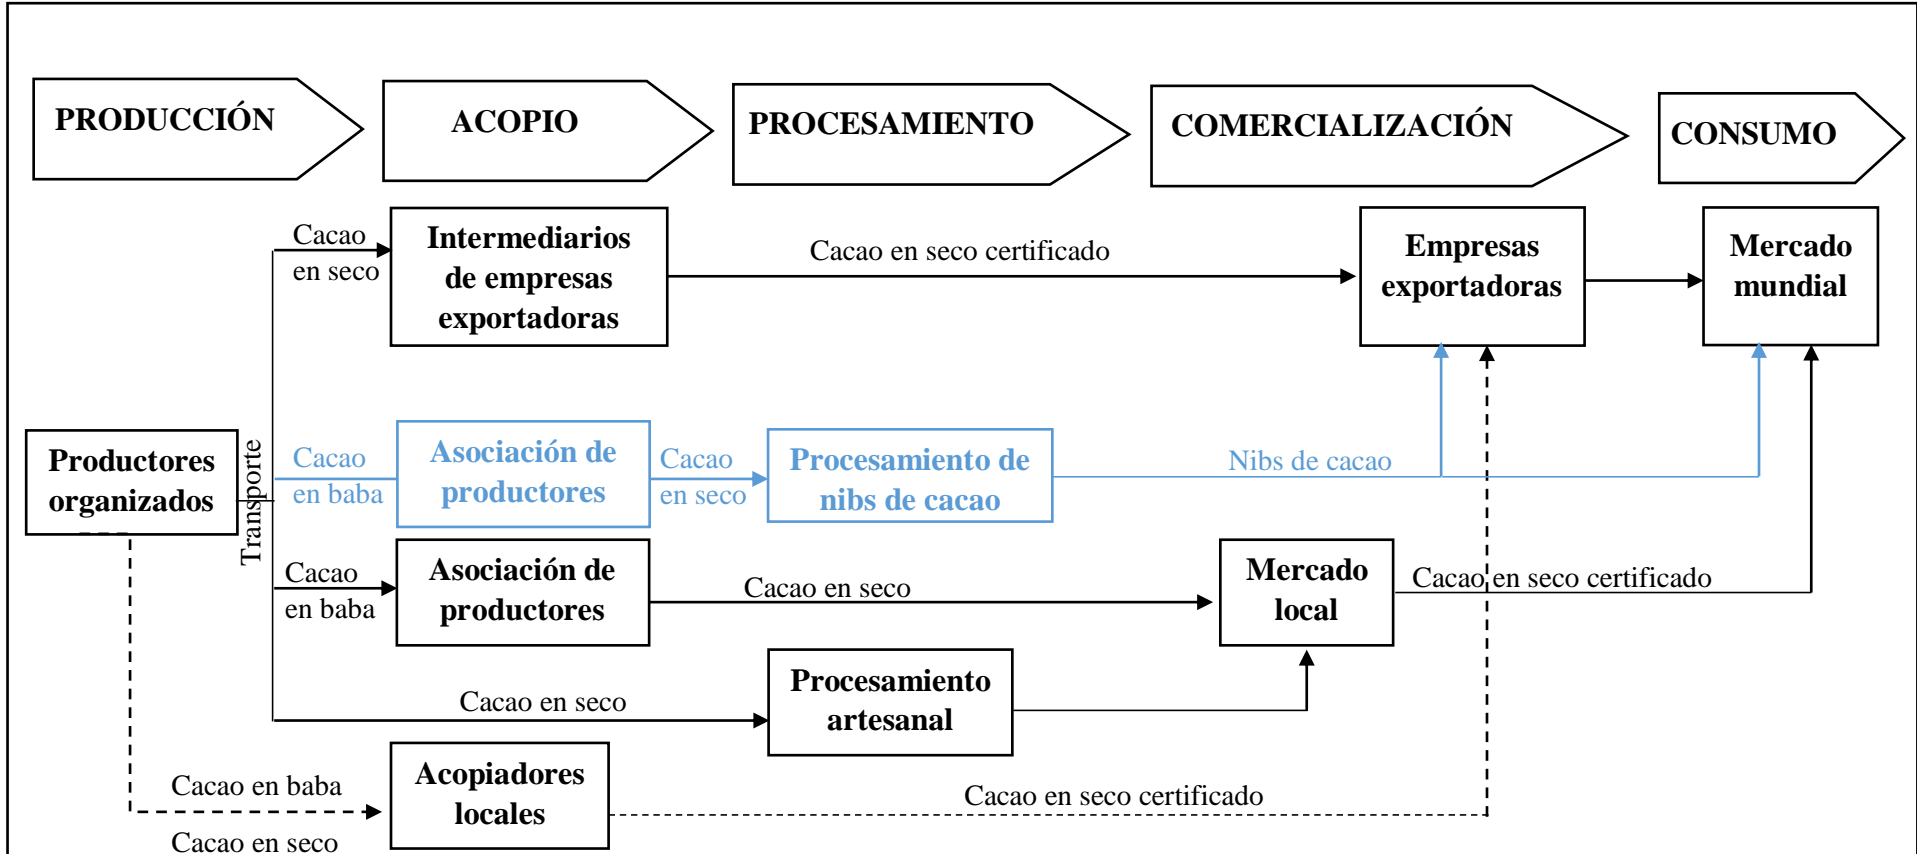 PRODUCCIÓN
ACOPIO
PROCESAMIENTO
COMERCIALIZACIÓN
CONSUMO
Cacao
en seco
Intermediarios
de empresas
exportadoras
Cacao en seco certificado
Empresas
exportadoras
Mercado
mundial
Productores
organizados
Transporte
Cacao
en baba
Asociación de
productores
Cacao
en seco
Procesamiento de
nibs de cacao
Nibs de cacao
Cacao
en baba
Asociación de
productores
Cacao en seco
Mercado
local
Cacao en seco certificado
Cacao en seco
Procesamiento
artesanal
Cacao en baba
Cacao en seco
Acopiadores
locales
Cacao en seco certificado